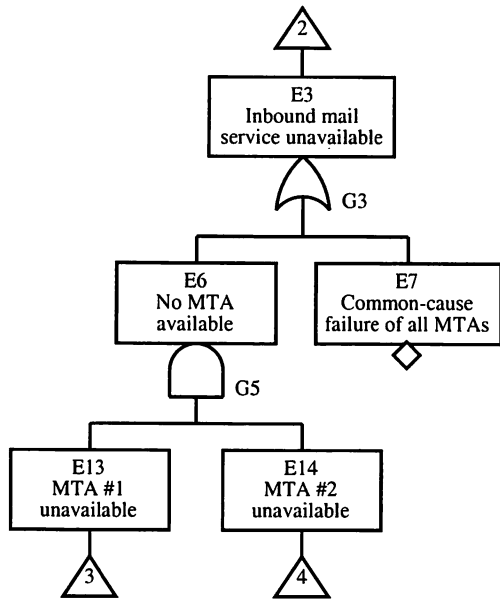 2
E3
Inbound mail
service unavailable
G3
E6
No MTA
available
E7
Common-cause
failure of all MTAs
G5
E13
MTA #1
unavailable
E14
MTA #2
unavailable
3
4